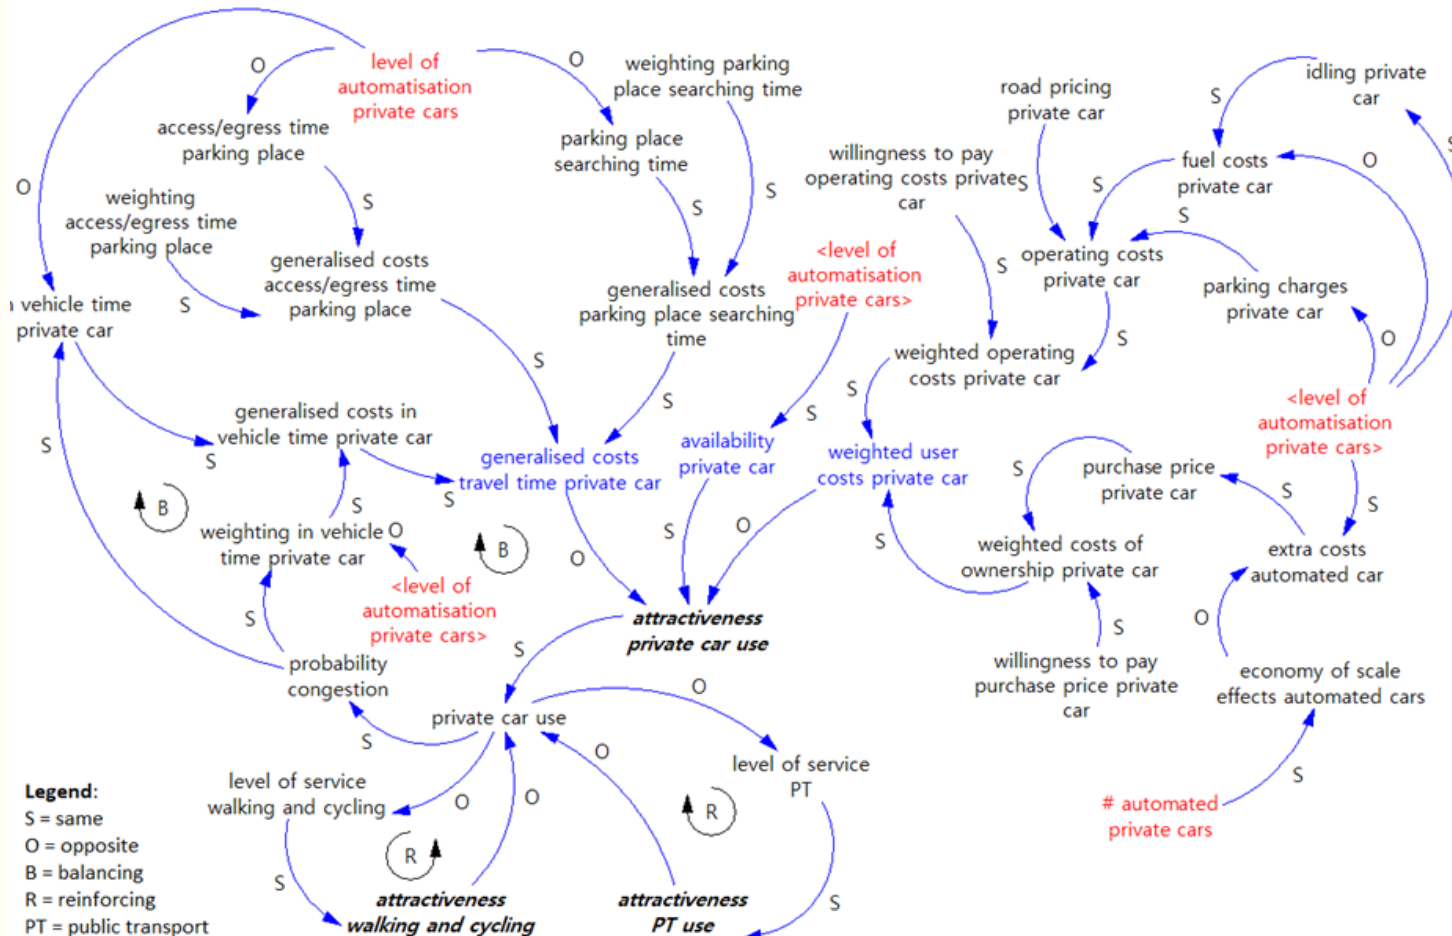 level of
automatisation
private cars
O
O
weighting parking
place searching time
idling private
car
road pricing
private car
S
S
access/egress time
parking place
parking place
searching time
willingness to pay
operating costs private
car
S
fuel costs
private car
O
S
O
weighting
access/egress time
parking place
S
S
S
S
generalised costs
access/egress time
parking place
<level of
automatisation
private cars>
S
operating costs
private car
n vehicle time
private car
S
generalised costs
parking place searching
time
parking charges
private car
O
S
weighted operating
costs private car
S
S
S
<level of
automatisation
private cars>
generalised costs in
vehicle time private car
S
S
S
generalised costs
travel time private car
availability
private car
weighted user
costs private car
S
purchase price
private car
S
S
S
B
S
weighting in vehicle
time private car
O
B
S
O
S
weighted costs of
ownership private car
extra costs
automated car
O
<level of
automatisation
private cars>
S
attractiveness
private car use
O
S
S
probability
congestion
willingness to pay
purchase price private
car
economy of scale
effects automated cars
O
private car use
S
O
level of service
PT
S
level of service
walking and cycling
O
O
R
# automated
private cars
Legend:
S = same
O = opposite
B = balancing
R = reinforcing
PT = public transport
R
S
attractiveness
walking and cycling
attractiveness
PT use
S